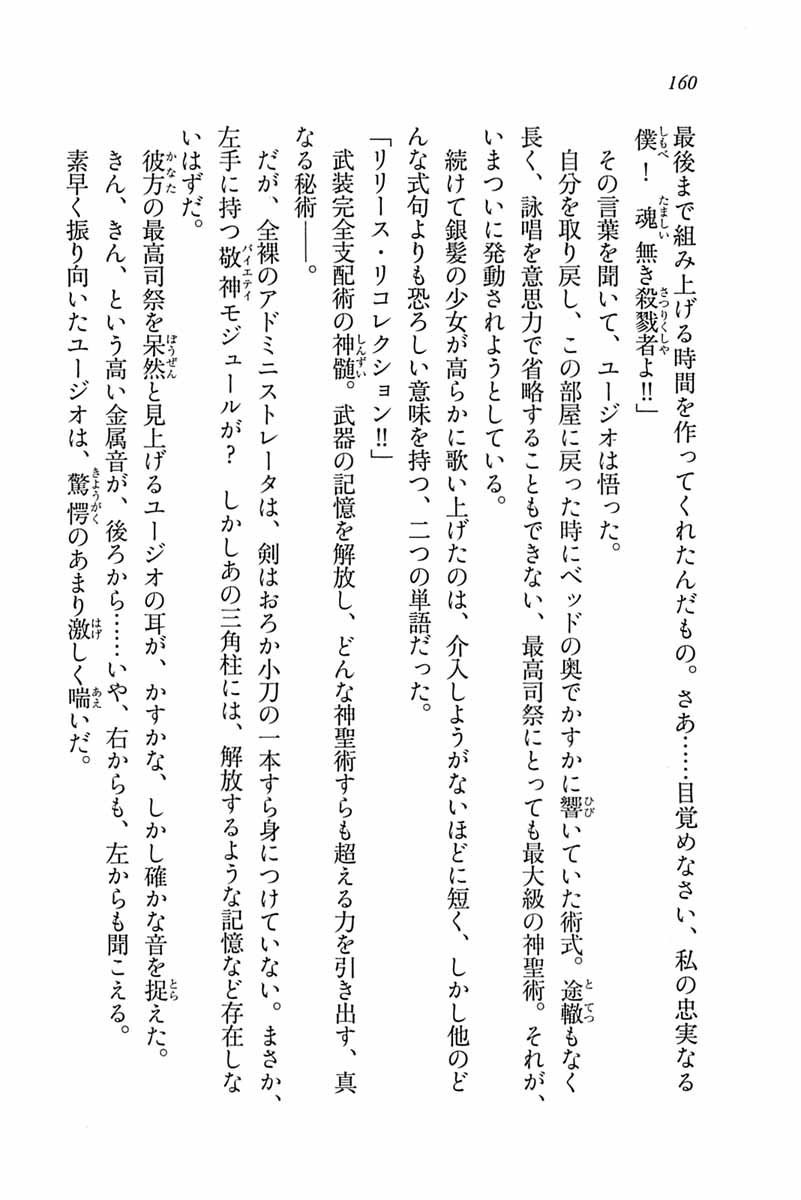 160
最後まで組み上げる時間を作ってくれたんだもの。さあ……目覚めなさい、私の忠実なる
僕！　魂無き殺戮者よ!!」
　その言葉を聞いて、ユージオは悟った。
　自分を取り戻し、この部屋に戻った時にベッドの奥でかすかに響いていた術式。途轍もなく
長く、詠唱を意思力で省略することもできない、最高司祭にとっても最大級の神聖術。それが、
いまついに発動されようとしている。
　続けて銀髪の少女が高らかに歌い上げたのは、介入しようがないほどに短く、しかし他のど
んな式句よりも恐ろしい意味を持つ、二つの単語だった。
「リリース・リコレクション!!」
　武装完全支配術の神髄。武器の記憶を解放し、どんな神聖術すらも超える力を引き出す、真
なる秘術――。
　だが、全裸のアドミニストレータは、剣はおろか小刀の一本すら身につけていない。まさか、
左手に持つ敬神モジュールが？　しかしあの三角柱には、解放するような記憶など存在しな
いはずだ。
　彼方の最高司祭を呆然と見上げるユージオの耳が、かすかな、しかし確かな音を捉えた。
　きん、きん、という高い金属音が、後ろから……いや、右からも、左からも聞こえる。
　素早く振り向いたユージオは、驚愕のあまり激しく喘いだ。